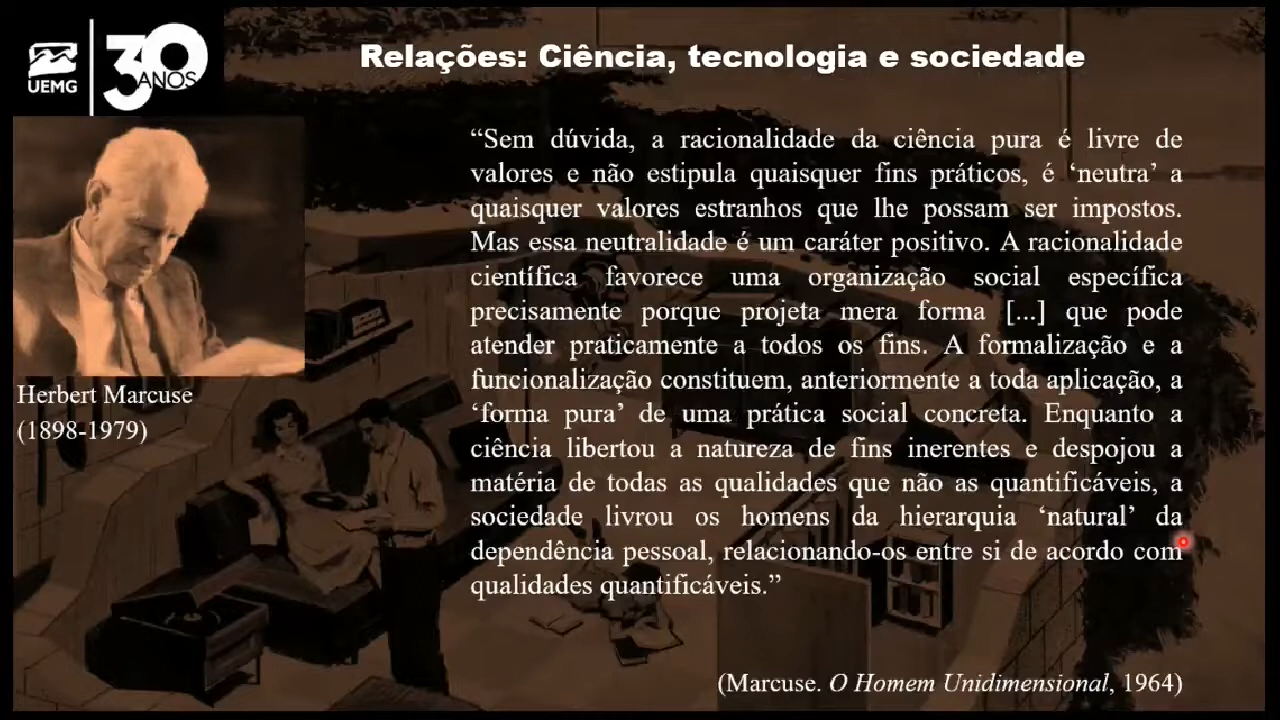 UEMG
30
ANOS
Relações: Ciência, tecnologia e sociedade
“Sem dúvida, a racionalidade da ciência pura é livre de
valores e não estipula quaisquer fins práticos, é ‘neutra’ a
quaisquer valores estranhos que lhe possam ser impostos.
Mas essa neutralidade é um caráter positivo. A racionalidade
científica favorece uma organização social específica
precisamente porque projeta mera forma [...] que pode
atender praticamente a todos os fins. A formalização e a
funcionalização constituem, anteriormente a toda aplicação, a
‘forma pura’ de uma prática social concreta. Enquanto a
ciência libertou a natureza de fins inerentes e despojou a
matéria de todas as qualidades que não as quantificáveis, a
sociedade livrou os homens da hierarquia ‘natural’ da
dependência pessoal, relacionando-os entre si de acordo com
qualidades quantificáveis.”
Herbert Marcuse
(1898-1979)
(Marcuse. O Homem Unidimensional, 1964)